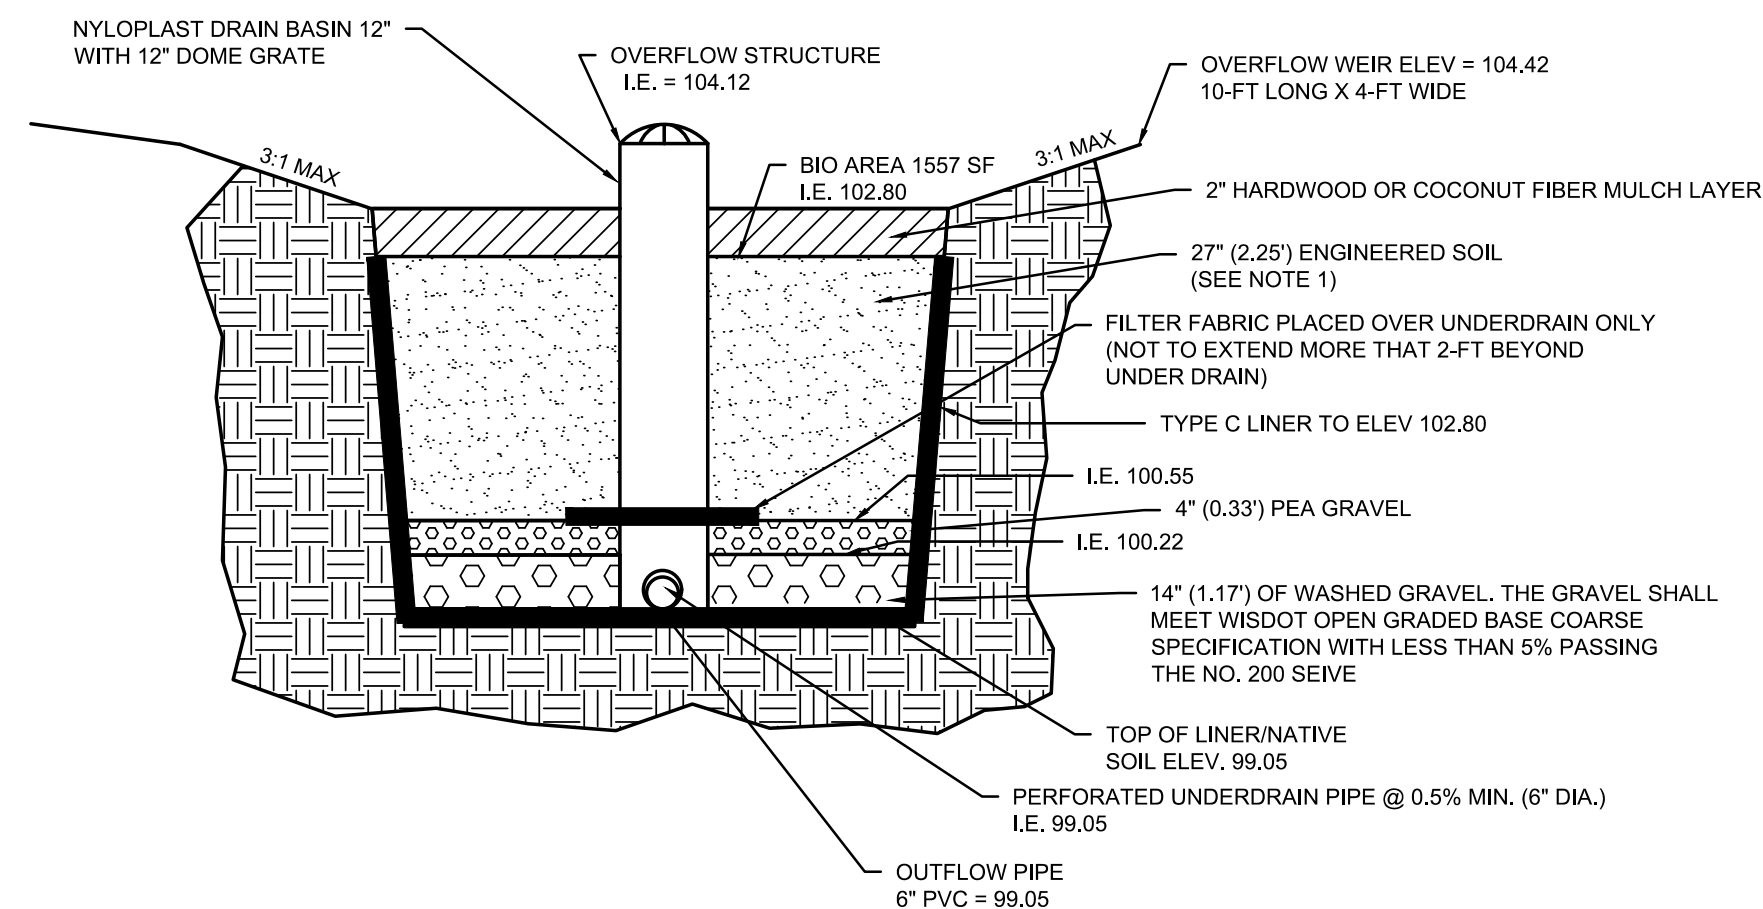 NYLOPLAST DRAIN BASIN 12"
WITH 12" DOME GRATE
OVERFLOW STRUCTURE
I.E. = 104.12
OVERFLOW WEIR ELEV = 104.42
10-FT LONG X 4-FT WIDE
3:1 MAX
3:1 MAX
BIO AREA 1557 SF
I.E. 102.80
2" HARDWOOD OR COCONUT FIBER MULCH LAYER
27" (2.25') ENGINEERED SOIL
(SEE NOTE 1)
FILTER FABRIC PLACED OVER UNDERDRAIN ONLY
(NOT TO EXTEND MORE THAT 2-FT BEYOND
UNDER DRAIN)
TYPE C LINER TO ELEV 102.80
I.E. 100.55
4" (0.33') PEA GRAVEL
I.E. 100.22
14" (1.17') OF WASHED GRAVEL. THE GRAVEL SHALL
MEET WISDOT OPEN GRADED BASE COARSE
SPECIFICATION WITH LESS THAN 5% PASSING
THE NO. 200 SEIVE
TOP OF LINER/NATIVE
SOIL ELEV. 99.05
PERFORATED UNDERDRAIN PIPE @ 0.5% MIN. (6" DIA.)
I.E. 99.05
OUTFLOW PIPE
6" PVC = 99.05